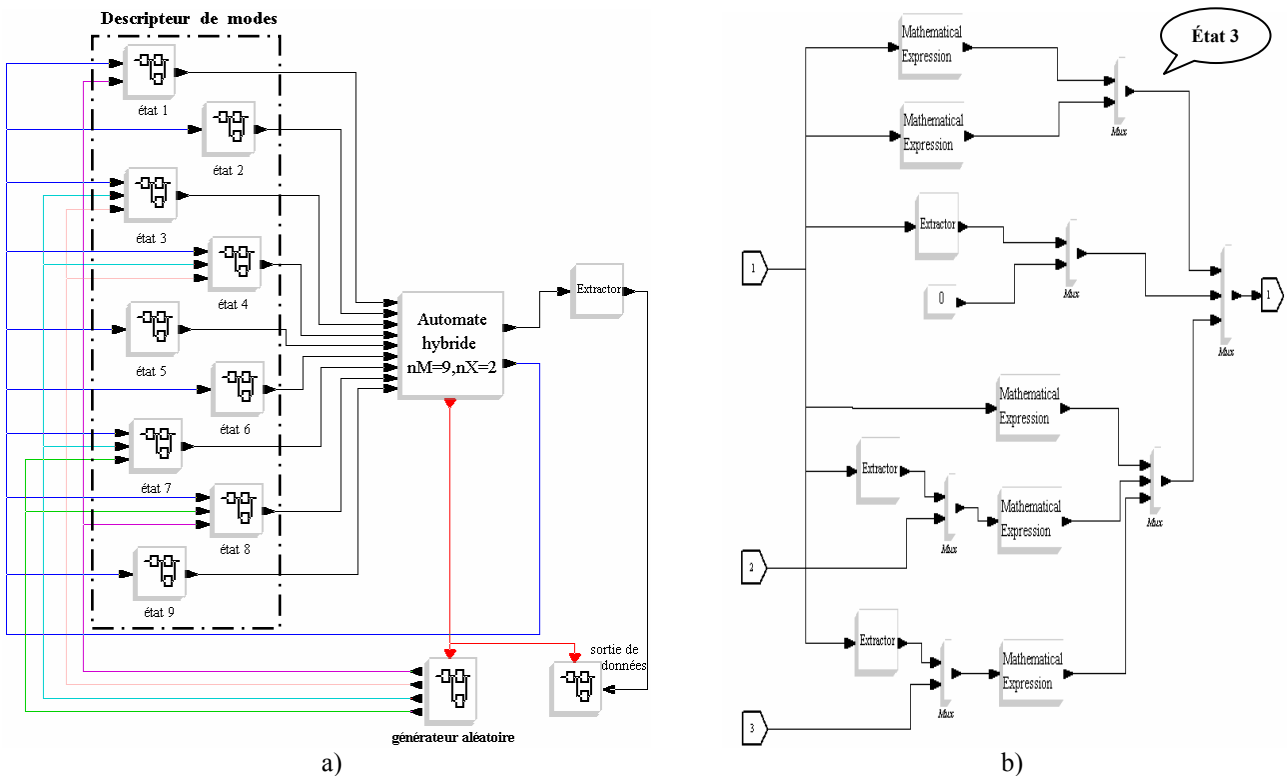 Descripteur de modes
état 1
état 2
état 3
état 4
état 5
état 6
état 7
état 8
état 9
Automate
hybride
nM=9,nX=2
Extractor
sortie de
données
générateur aléatoire
a)
État 3
Mathematical
Expression
Mux
Mathematical
Expression
Extractor
0
Mux
1
1
Mux
Mathematical
Expression
Extractor
Mux
Mathematical
Expression
Mux
2
Extractor
Mux
Mathematical
Expression
3
b)